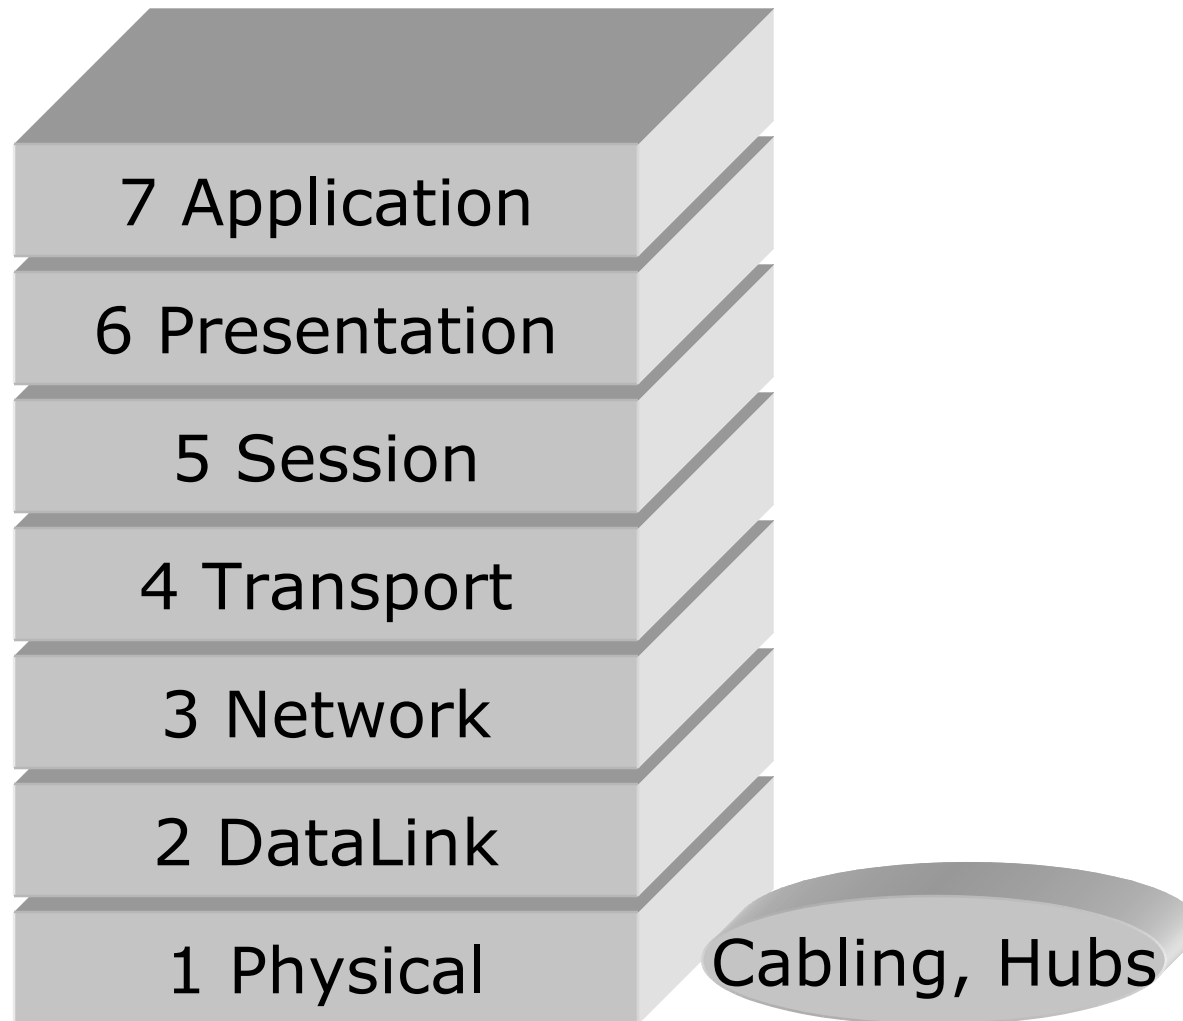 7 Application
6 Presentation
5 Session
4 Transport
3 Network
2 DataLink
1 Physical
Cabling, Hubs